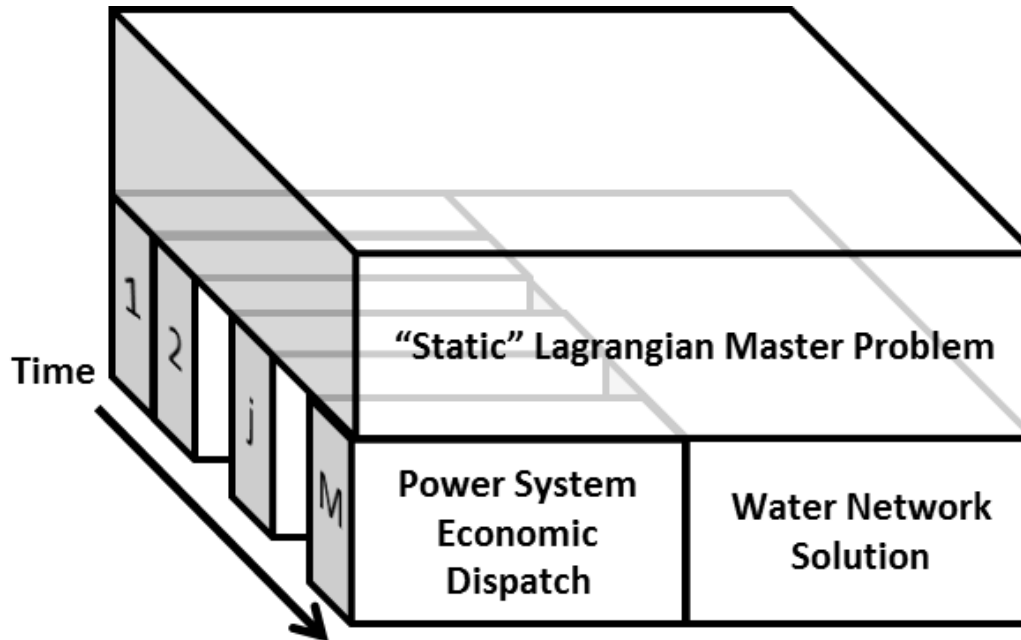 1
2
Time
j
M
“Static” Lagrangian Master Problem
Power System
Economic
Dispatch
Water Network
Solution